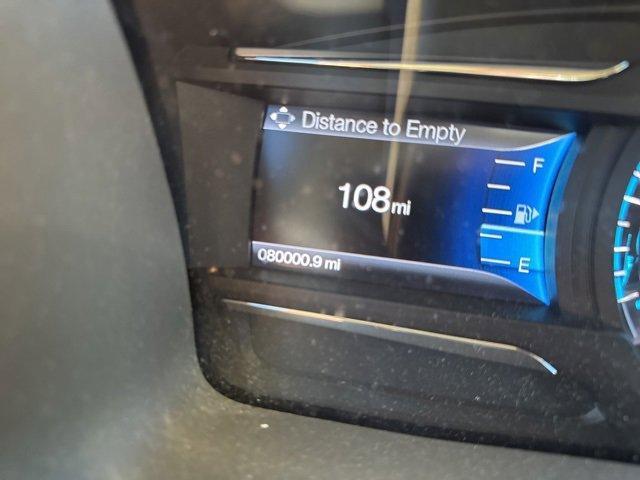 Distance to Empty
F
108mi
080000.9 mi
E